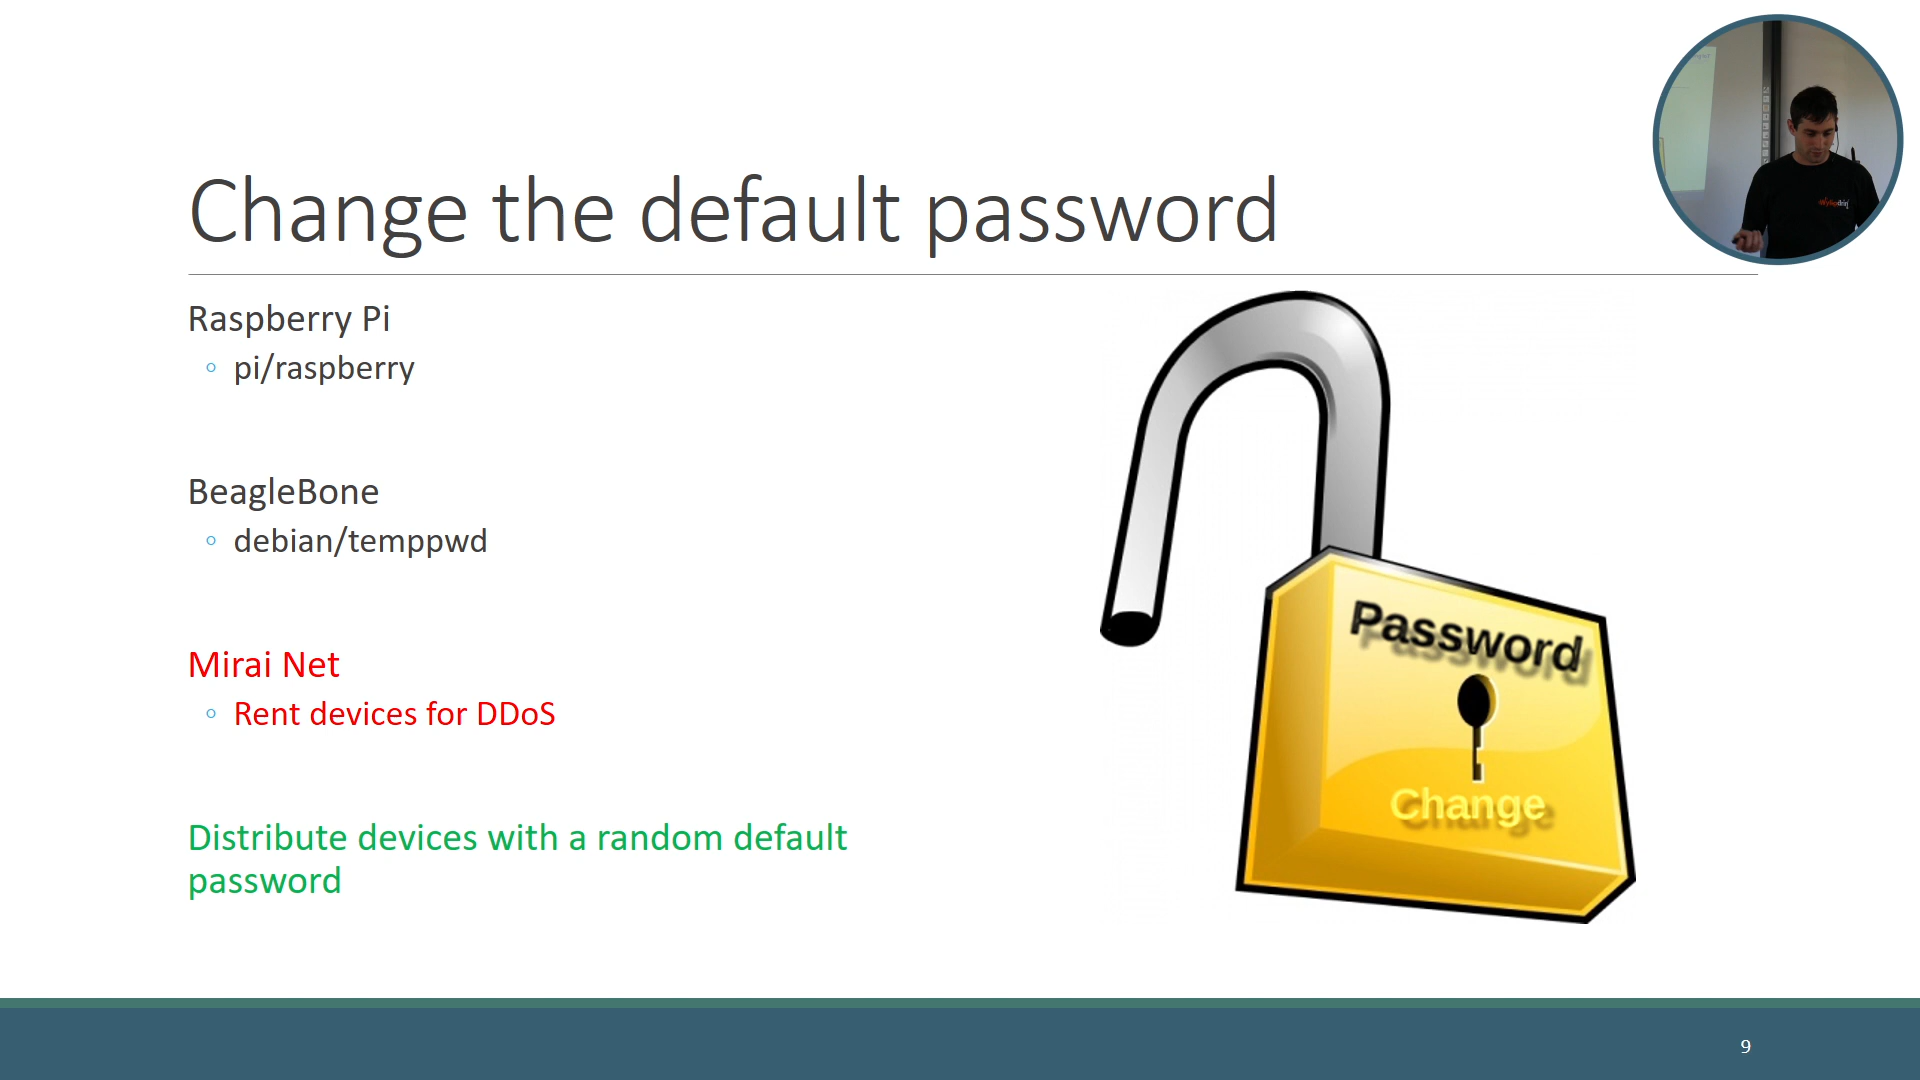 Change the default password
Raspberry Pi
pi/raspberry
BeagleBone
debian/temppwd
Mirai Net
Rent devices for DDoS
Distribute devices with a random default
password
Password
Change
9